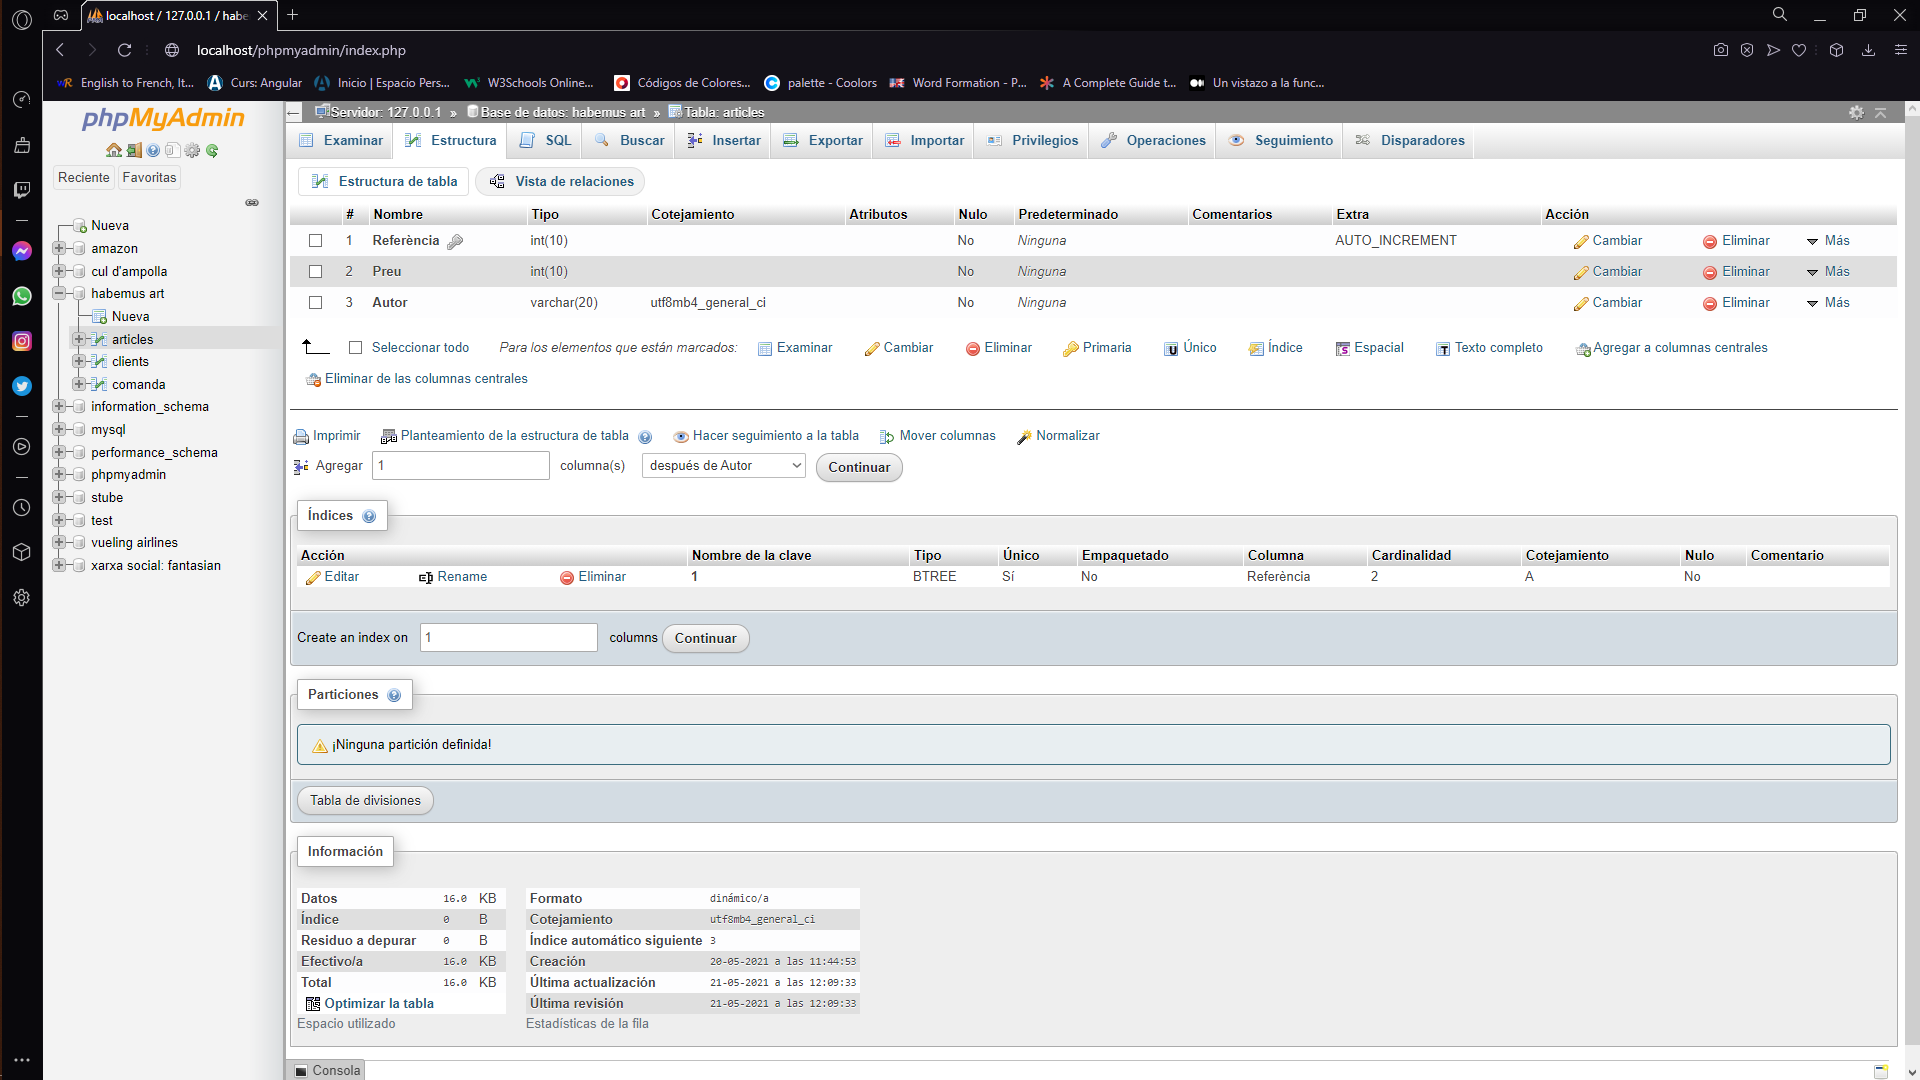 localhost / 127.0.0.1 / habe
localhost/phpmyadmin/index.php
English to French, It... Curs: Angular Inicio | Espacio Pers... W3Schools Online... Códigos de Colores... palette - Coolors Word Formation - P... A Complete Guide t... Un vistazo a la func...
phpMyAdmin
Reciente Favoritas
Nueva
amazon
cul d'ampolla
habemus art
Nueva
articles
clients
comanda
information_schema
mysql
performance_schema
phpmyadmin
stube
test
vueling airlines
xarxa social: fantasian
Servidor: 127.0.0.1 » Base de datos: habemus art » Tabla: articles
Examinar Estructura SQL Buscar Insertar Exportar Importar Privilegios Operaciones Seguimiento Disparadores
Estructura de tabla Vista de relaciones
# Nombre Tipo Cotejamiento Atributos Nulo Predeterminado Comentarios Extra Acción
1 Referència int(10) No Ninguna AUTO_INCREMENT Cambiar Eliminar Más
2 Preu int(10) No Ninguna Cambiar Eliminar Más
3 Autor varchar(20) utf8mb4_general_ci No Ninguna Cambiar Eliminar Más
Seleccionar todo Para los elementos que están marcados: Examinar Cambiar Eliminar Primaria Único Índice Espacial Texto completo Agregar a columnas centrales
Eliminar de las columnas centrales
Imprimir Planteamiento de la estructura de tabla Hacer seguimiento a la tabla Mover columnas Normalizar
Agregar 1 columna(s) después de Autor Continuar
Índices
Acción Nombre de la clave Tipo Único Empaquetado Columna Cardinalidad Cotejamiento Nulo Comentario
Editar Rename Eliminar 1 BTREE Sí No Referència 2 A No
Create an index on 1 columns Continuar
Particiones
¡Ninguna partición definida!
Tabla de divisiones
Información
Datos 16.0 KB
Índice 0 B
Residuo a depurar 0 B
Efectivo/a 16.0 KB
Total 16.0 KB
Optimizar la tabla
Espacio utilizado
Formato dinámico/a
Cotejamiento utf8mb4_general_ci
Índice automático siguiente 3
Creación 20-05-2021 a las 11:44:53
Última actualización 21-05-2021 a las 12:09:33
Última revisión 21-05-2021 a las 12:09:33
Estadísticas de la fila
Consola